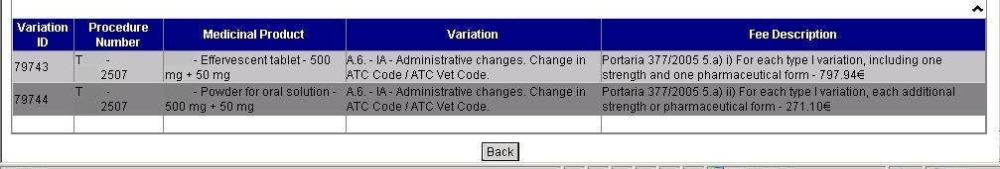 Variation ID Procedure Number Medicinal Product Variation Fee Description
79743 T - 2507 - Effervescent tablet - 500 mg + 50 mg A.6. - IA - Administrative changes. Change in ATC Code / ATC Vet Code. Portaria 377/2005 5.a) i) For each type I variation, including one strength and one pharmaceutical form - 797.94€
79744 T - 2507 - Powder for oral solution - 500 mg + 50 mg A.6. - IA - Administrative changes. Change in ATC Code / ATC Vet Code. Portaria 377/2005 5.a) ii) For each type I variation, each additional strength or pharmaceutical form - 271.10€
Back